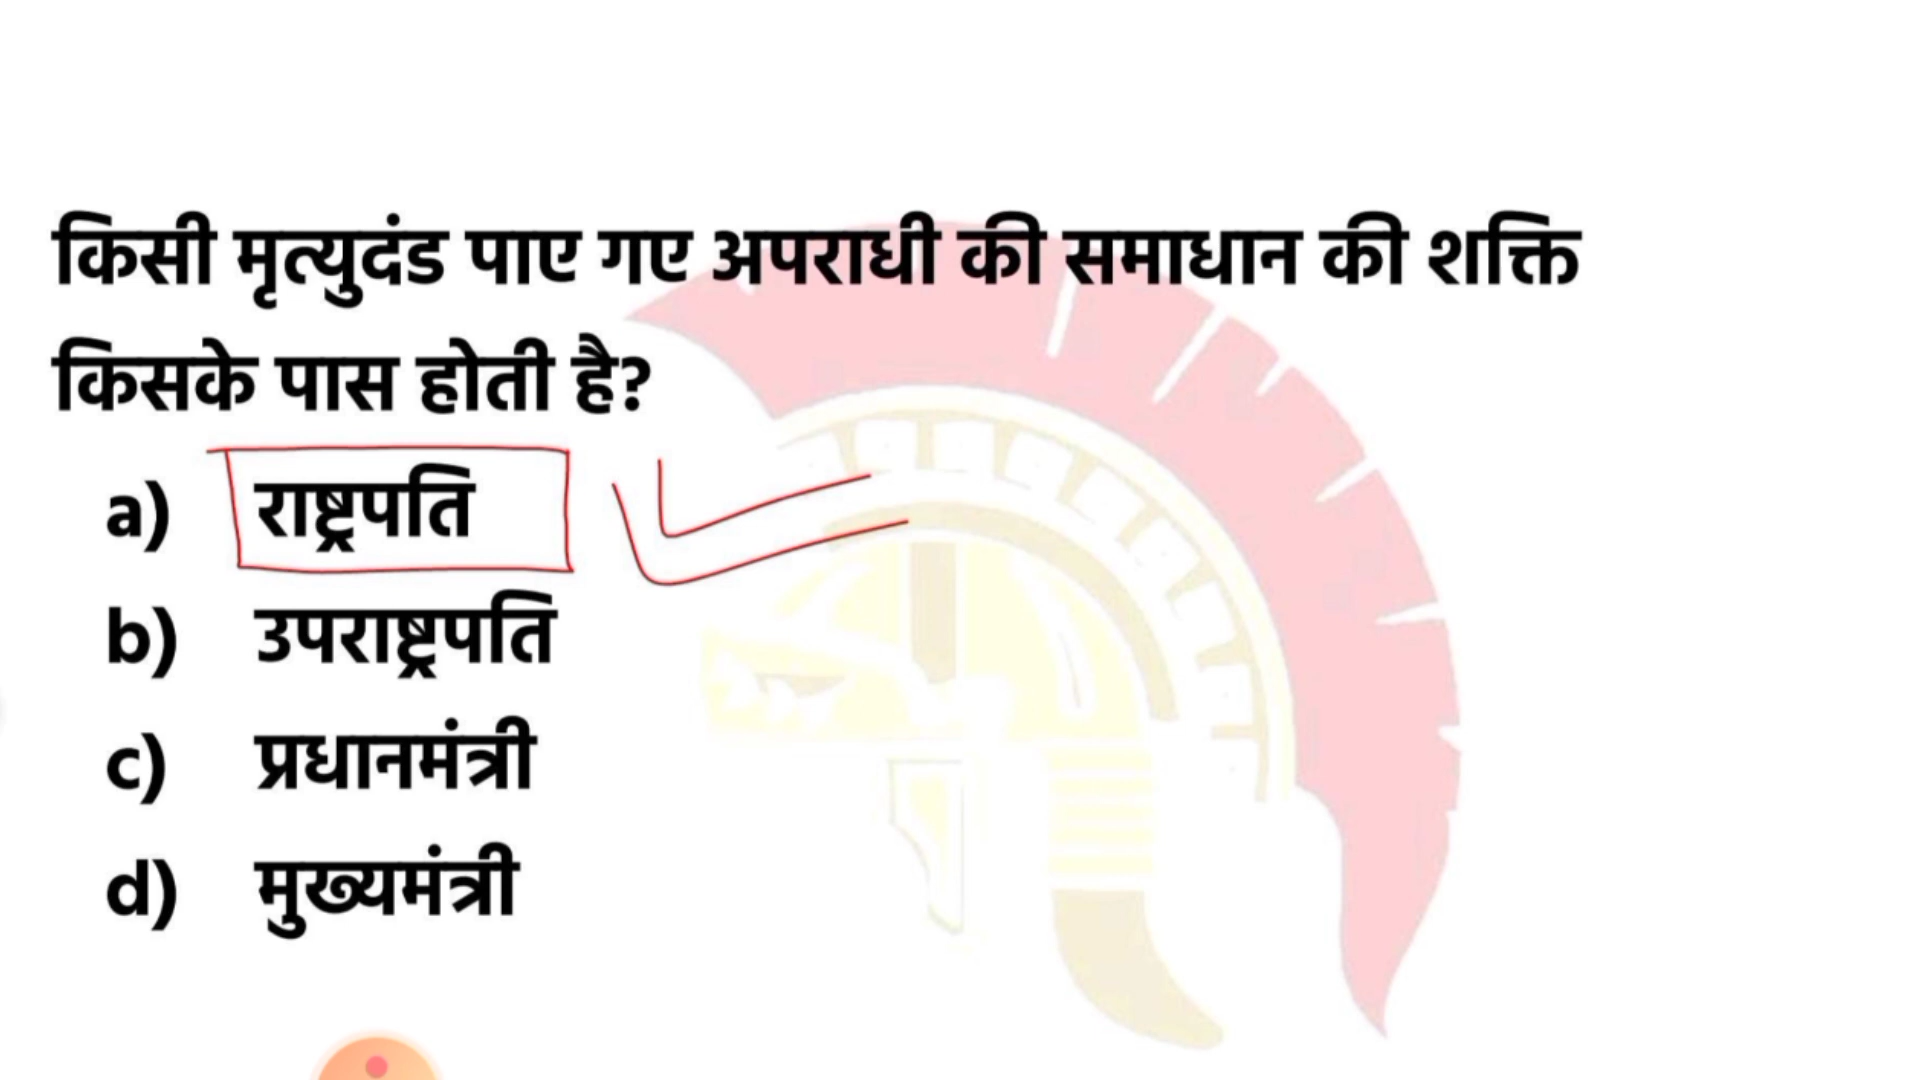 किसी मृत्युदंड पाए गए अपराधी की समाधान की शक्ति
किसके पास होती है?
a) राष्ट्रपति
b) उपराष्ट्रपति
c) प्रधानमंत्री
d) मुख्यमंत्री